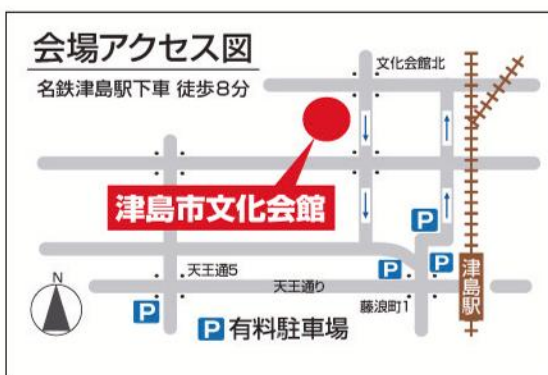 会場アクセス図
名鉄津島駅下車 徒歩8分
文化会館北
津島市文化会館
P
P
P
津島駅
天王通5
天王通り
藤浪町1
N
P
P 有料駐車場